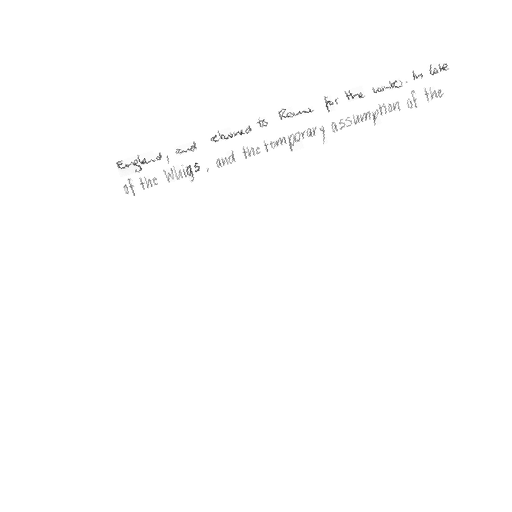 England, and returned to Rome for the winter. In late
of the Whigs, and the temporary assumption of the